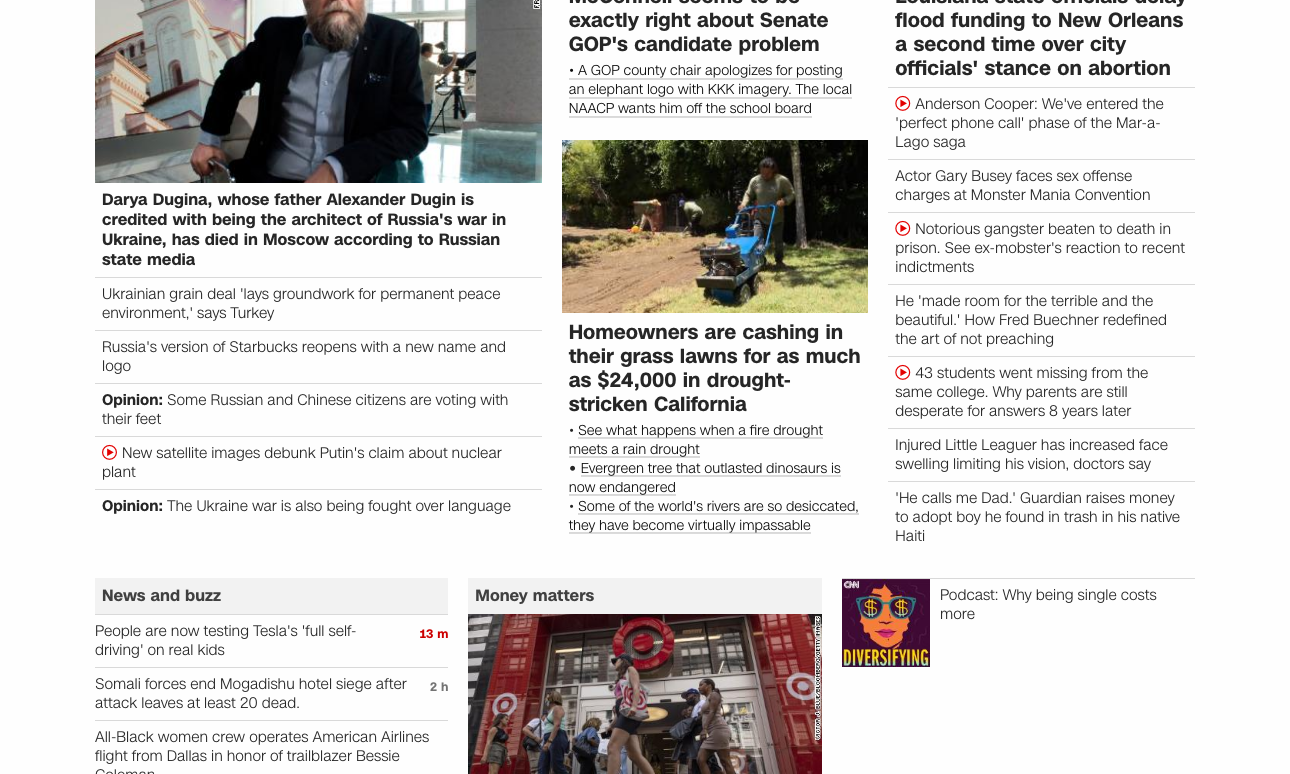 Darya Dugina, whose father Alexander Dugin is
credited with being the architect of Russia's war in
Ukraine, has died in Moscow according to Russian
state media
Ukrainian grain deal 'lays groundwork for permanent peace
environment,' says Turkey
Russia's version of Starbucks reopens with a new name and
logo
Opinion: Some Russian and Chinese citizens are voting with
their feet
New satellite images debunk Putin's claim about nuclear
plant
Opinion: The Ukraine war is also being fought over language
McConnell seems to be
exactly right about Senate
GOP's candidate problem
• A GOP county chair apologizes for posting
an elephant logo with KKK imagery. The local
NAACP wants him off the school board
Homeowners are cashing in
their grass lawns for as much
as $24,000 in drought-
stricken California
• See what happens when a fire drought
meets a rain drought
• Evergreen tree that outlasted dinosaurs is
now endangered
• Some of the world's rivers are so desiccated,
they have become virtually impassable
Louisiana state officials delay
flood funding to New Orleans
a second time over city
officials' stance on abortion
Anderson Cooper: We've entered the
'perfect phone call' phase of the Mar-a-
Lago saga
Actor Gary Busey faces sex offense
charges at Monster Mania Convention
Notorious gangster beaten to death in
prison. See ex-mobster's reaction to recent
indictments
He 'made room for the terrible and the
beautiful.' How Fred Buechner redefined
the art of not preaching
43 students went missing from the
same college. Why parents are still
desperate for answers 8 years later
Injured Little Leaguer has increased face
swelling limiting his vision, doctors say
'He calls me Dad.' Guardian raises money
to adopt boy he found in trash in his native
Haiti
News and buzz
People are now testing Tesla's 'full self-
driving' on real kids
13 m
Somali forces end Mogadishu hotel siege after
attack leaves at least 20 dead.
2 h
All-Black women crew operates American Airlines
flight from Dallas in honor of trailblazer Bessie
Coleman
Money matters
CNN
DIVERSIFYING
Podcast: Why being single costs
more